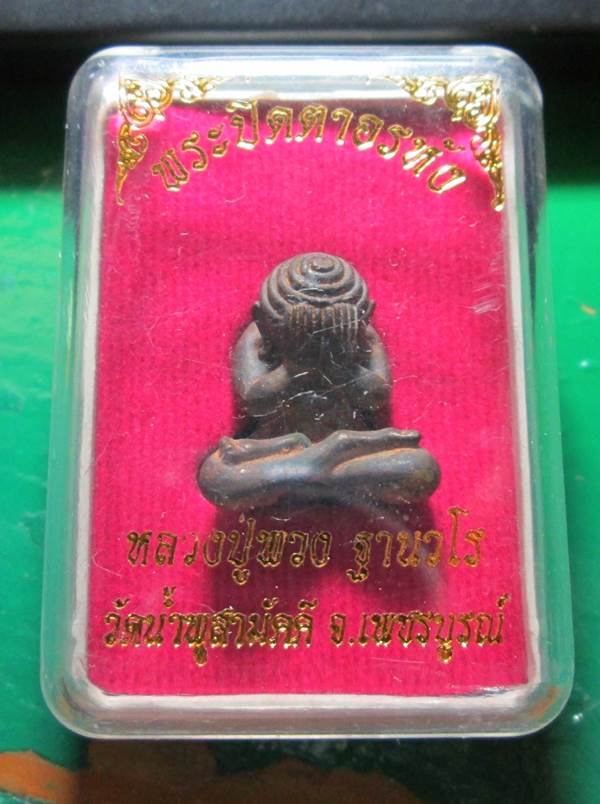 พระปิดตาอรหัง
หลวงปู่พวง ฐานวโร
วัดน้ำพุสามัคคี จ.เพชรบูรณ์